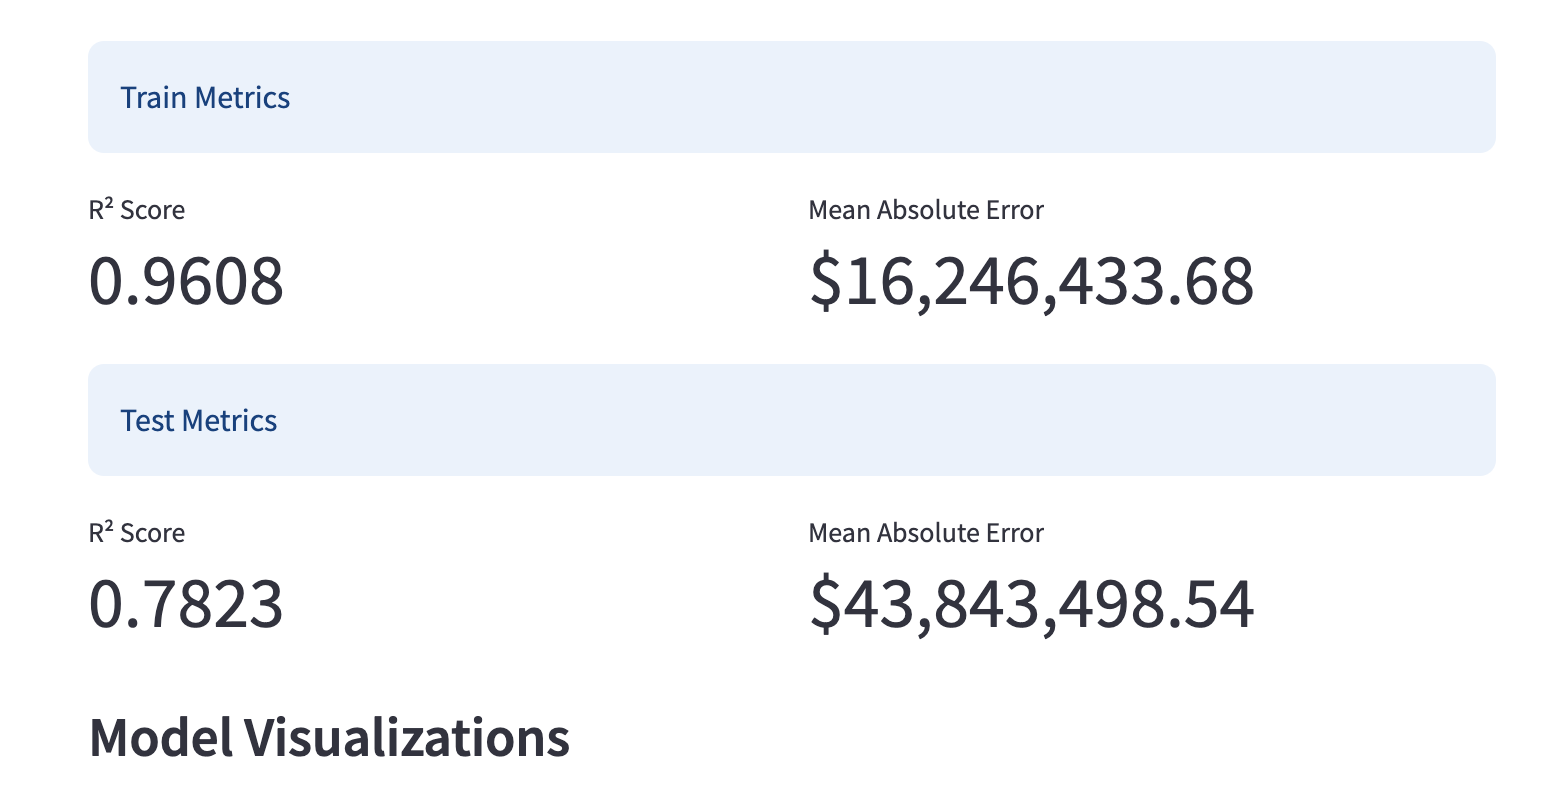 Train Metrics
R² Score
Mean Absolute Error
0.9608
$16,246,433.68
Test Metrics
R² Score
Mean Absolute Error
0.7823
$43,843,498.54
Model Visualizations